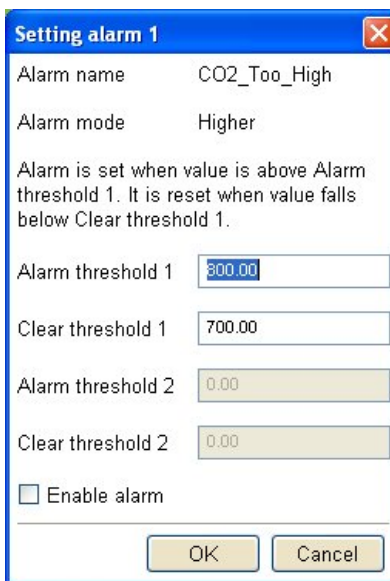 Setting alarm 1
Alarm name CO2_Too_High
Alarm mode Higher
Alarm is set when value is above Alarm
threshold 1. It is reset when value falls
below Clear threshold 1.
Alarm threshold 1 800.00
Clear threshold 1 700.00
Alarm threshold 2 0.00
Clear threshold 2 0.00
Enable alarm
OK Cancel